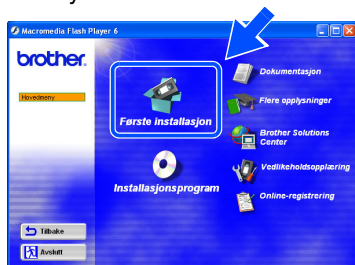 Macromedia Flash Player 6
brother.
Hovedmeny
Første installasjon
Installasjonsprogram
Dokumentasjon
Flere opplysninger
Brother Solutions
Center
Vedlikeholdsopplæring
Online-registrering
Tilbake
Avslutt